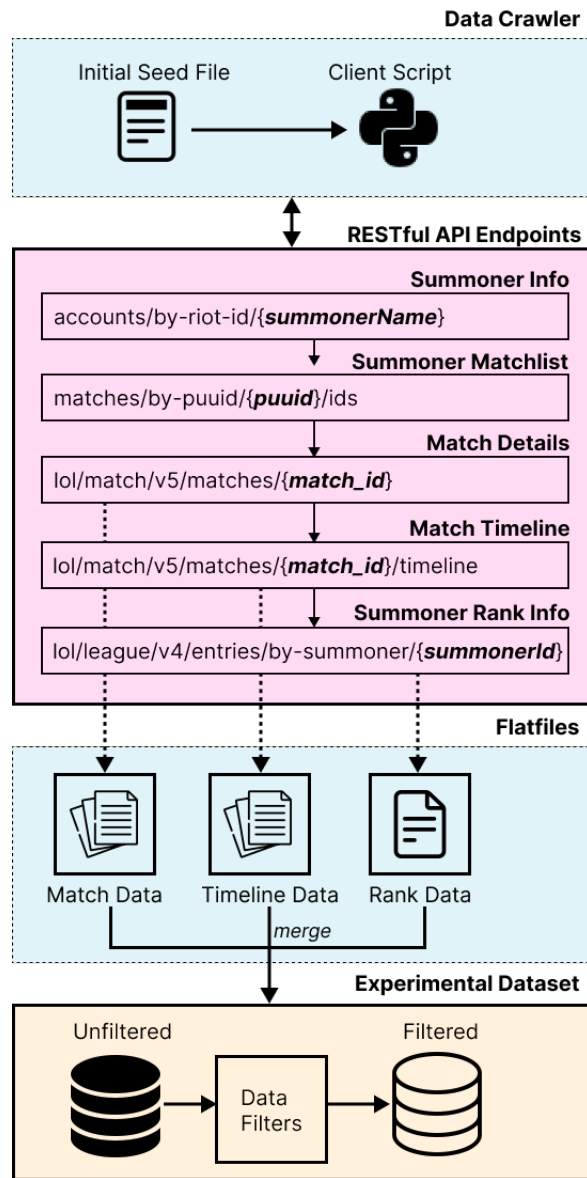 Data Crawler
Initial Seed File
Client Script
RESTful API Endpoints
Summoner Info
accounts/by-riot-id/{summonerName}
Summoner Matchlist
matches/by-puuid/{puuid}/ids
Match Details
lol/match/v5/matches/{match_id}
Match Timeline
lol/match/v5/matches/{match_id}/timeline
Summoner Rank Info
lol/league/v4/entries/by-summoner/{summonerId}
Flatfiles
Match Data
Timeline Data
Rank Data
merge
Experimental Dataset
Unfiltered
Filtered
Data
Filters